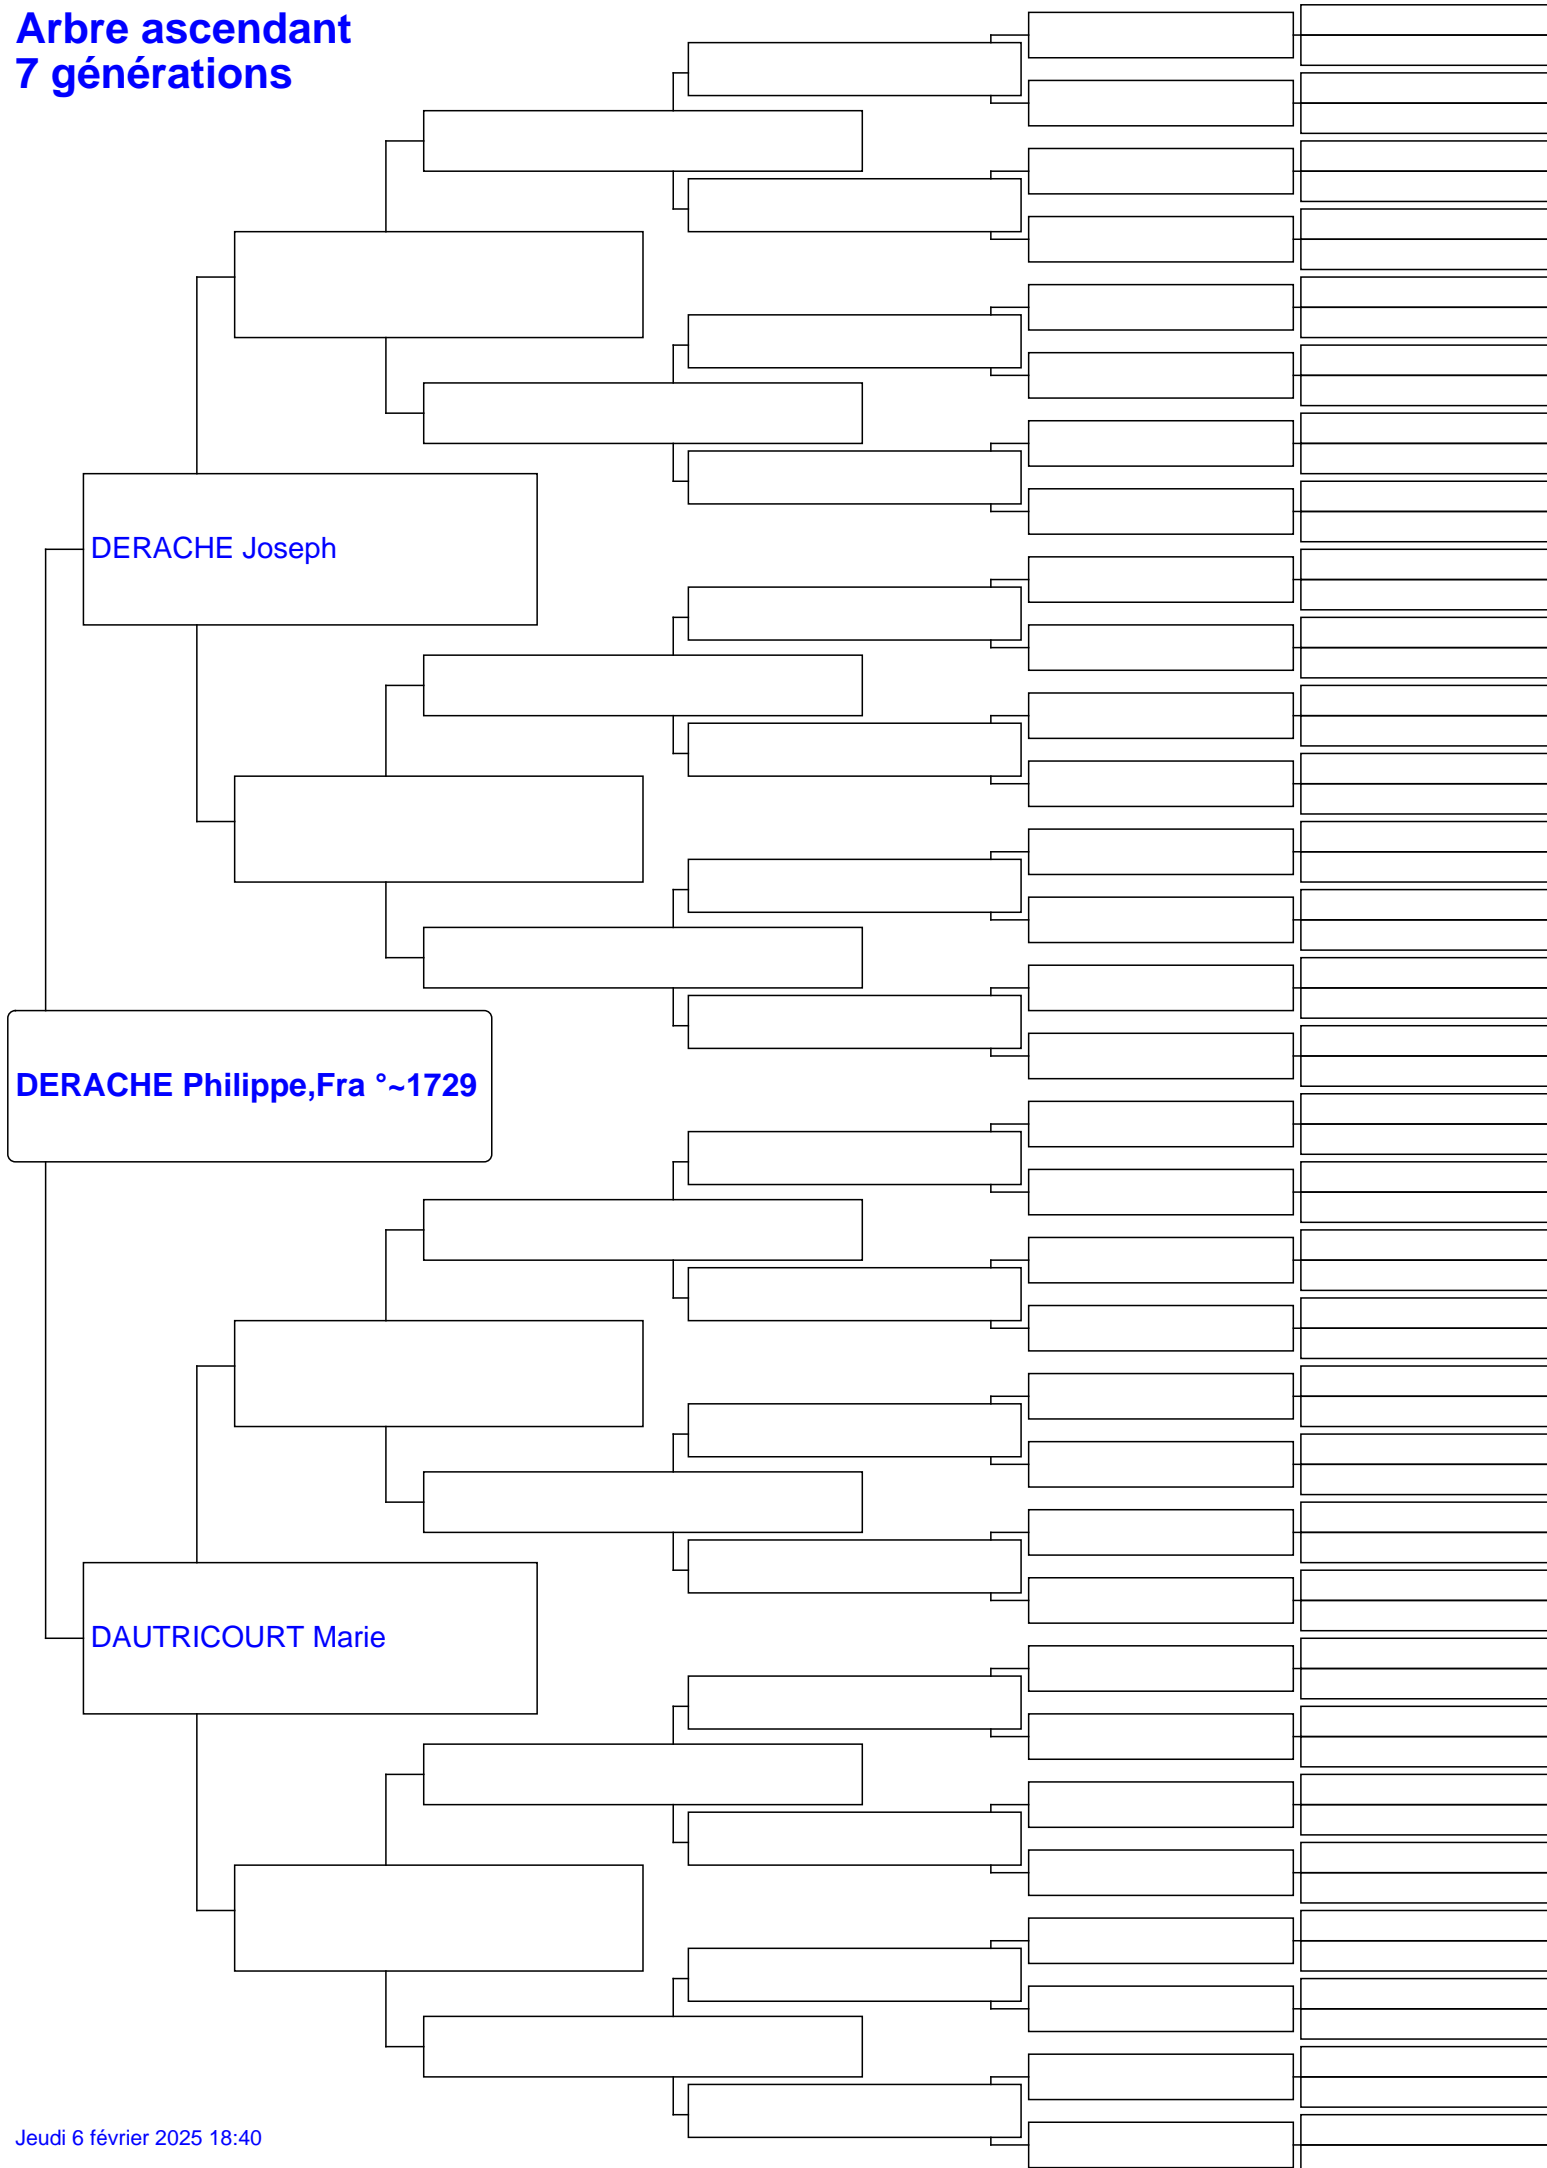 Arbre ascendant
7 générations
DERACHE Joseph
DERACHE Philippe,Fra °~1729
DAUTRICOURT Marie
Jeudi 6 février 2025 18:40